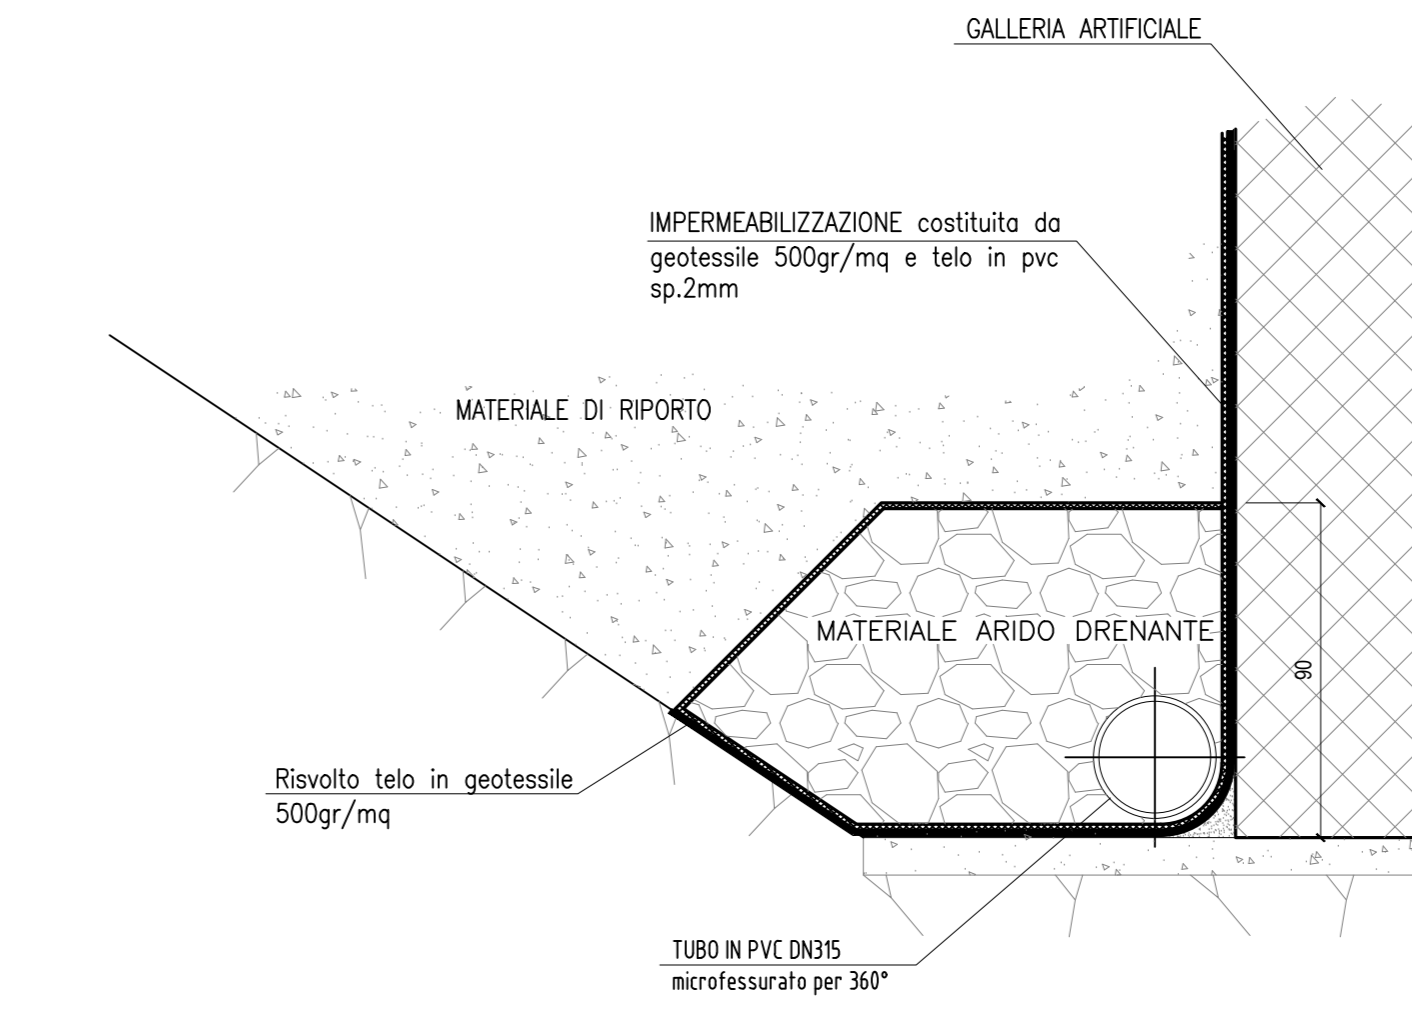 GALLERIA ARTIFICIALE
IMPERMEABILIZZAZIONE costituita da
geotessile 500gr/mq e telo in pvc
sp.2mm
MATERIALE DI RIPORTO
MATERIALE ARIDO DRENANTE
90
Risvolto telo in geotessile
500gr/mq
TUBO IN PVC DN315
microfessurato per 360°